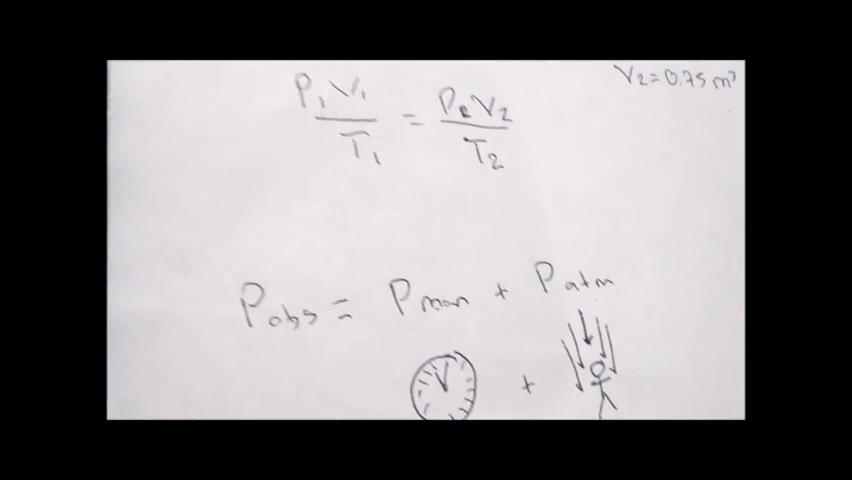 V2=0.75 m³
P₁V₁/T₁ = P₂V₂/T₂
Pabs = Pman + Patm
+